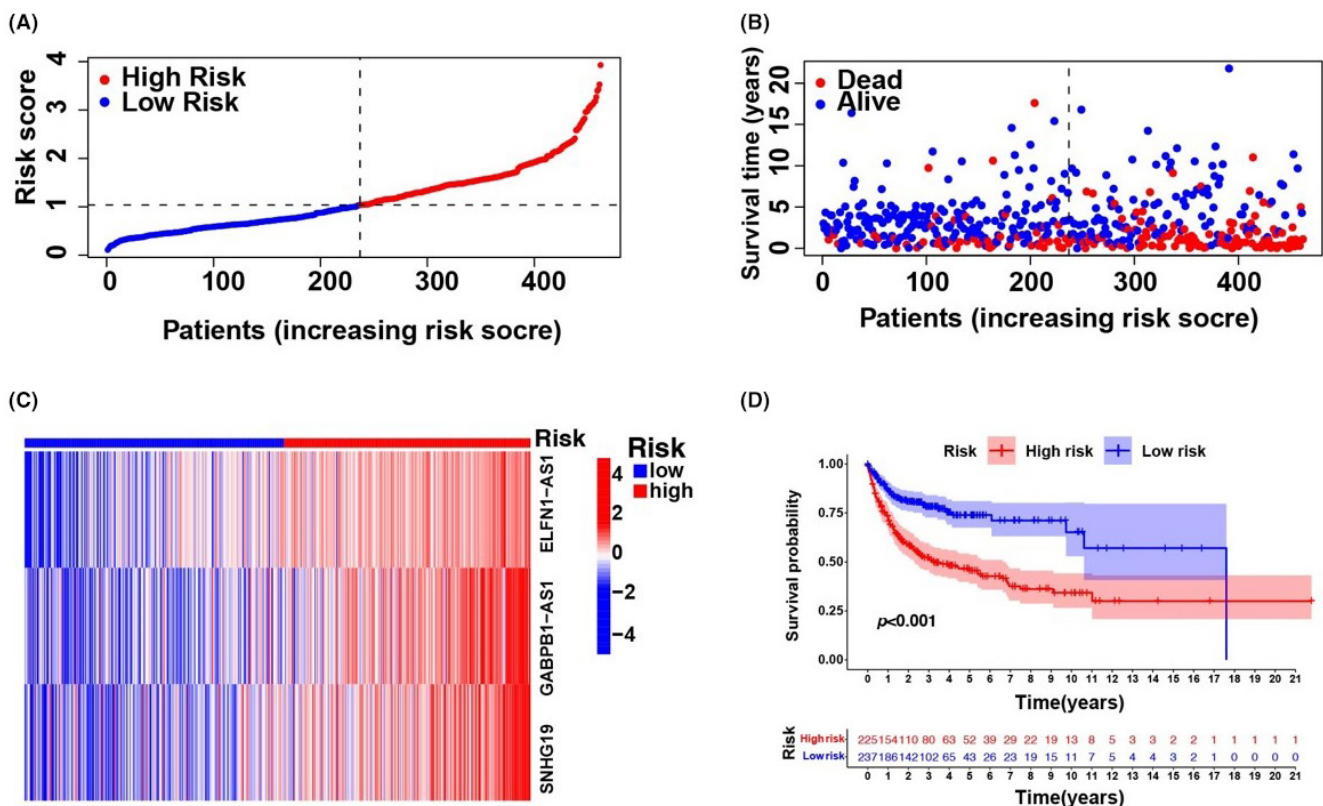 (A)
4
3
2
1
0
Risk score
High Risk
Low Risk
0 100 200 300 400
Patients (increasing risk socre)
(B)
20
15
10
5
0
Survival time (years)
Dead
Alive
0 100 200 300 400
Patients (increasing risk socre)
(C)
Risk
ELFN1-AS1
GABPB1-AS1
SNHG19
Risk
low
high
4
2
0
-2
-4
(D)
Risk High risk Low risk
1.00
0.75
0.50
0.25
0.00
Survival probability
p<0.001
0 1 2 3 4 5 6 7 8 9 10 11 12 13 14 15 16 17 18 19 20 21
Time(years)
Risk
High risk 225 154 110 80 63 52 39 29 22 19 13 8 5 3 3 2 2 1 1 1 1 1
Low risk 237 186 142 102 65 43 26 23 19 15 11 7 5 4 4 3 2 1 0 0 0 0
0 1 2 3 4 5 6 7 8 9 10 11 12 13 14 15 16 17 18 19 20 21
Time(years)